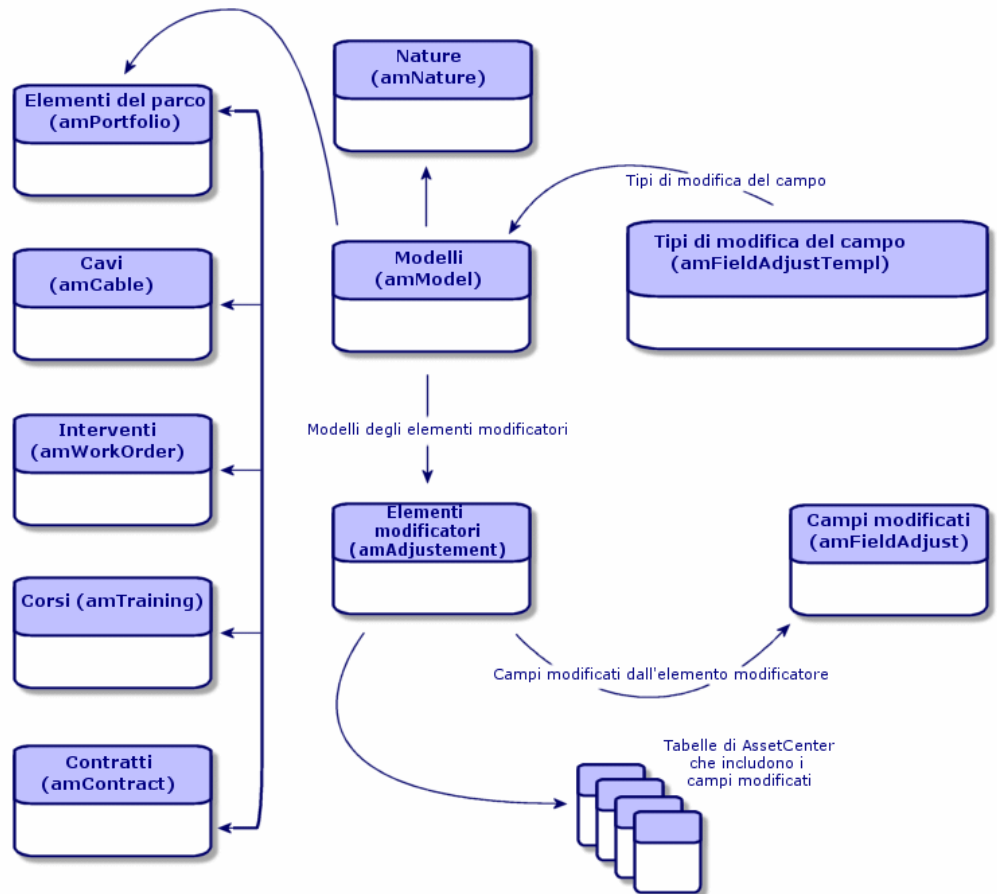 Nature
(amNature)
Elementi del parco
(amPortfolio)
Tipi di modifica del campo
Tipi di modifica del campo
(amFieldAdjustTempl)
Modelli
(amModel)
Cavi
(amCable)
Interventi
(amWorkOrder)
Modelli degli elementi modificatori
Elementi
modificatori
(amAdjustement)
Campi modificati
(amFieldAdjust)
Corsi (amTraining)
Campi modificati dall'elemento modificatore
Contratti
(amContract)
Tabelle di AssetCenter
che includono i
campi modificati